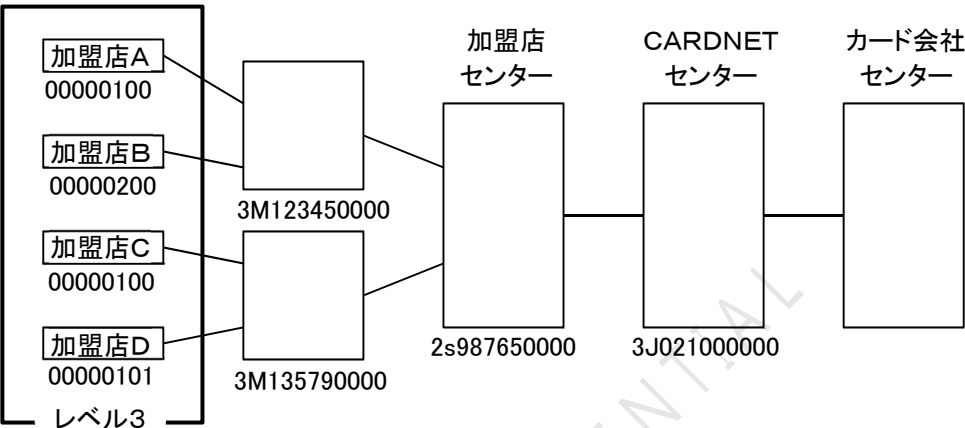 加盟店A
00000100
加盟店B
00000200
加盟店C
00000100
加盟店D
00000101
レベル3
3M123450000
3M135790000
加盟店
センター
2s987650000
CARDNET
センター
3J021000000
カード会社
センター
NTIAL